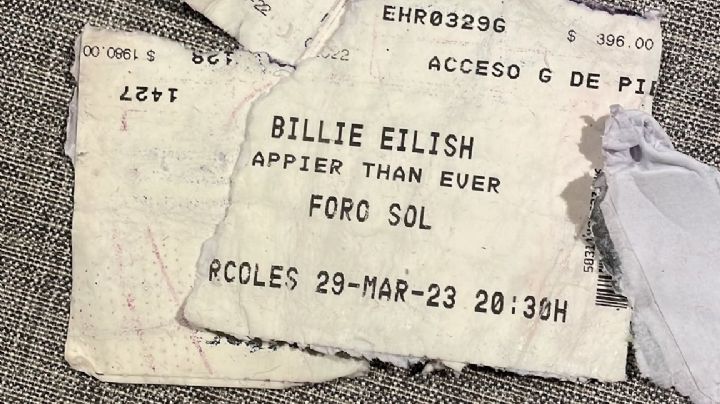 EHR0329G
$ 396.00
ACCESO G DE PI
BILLIE EILISH
APPIER THAN EVER
FORO SOL
RCOLES 29-MAR-23 20:30H
$ 1980.00
1427